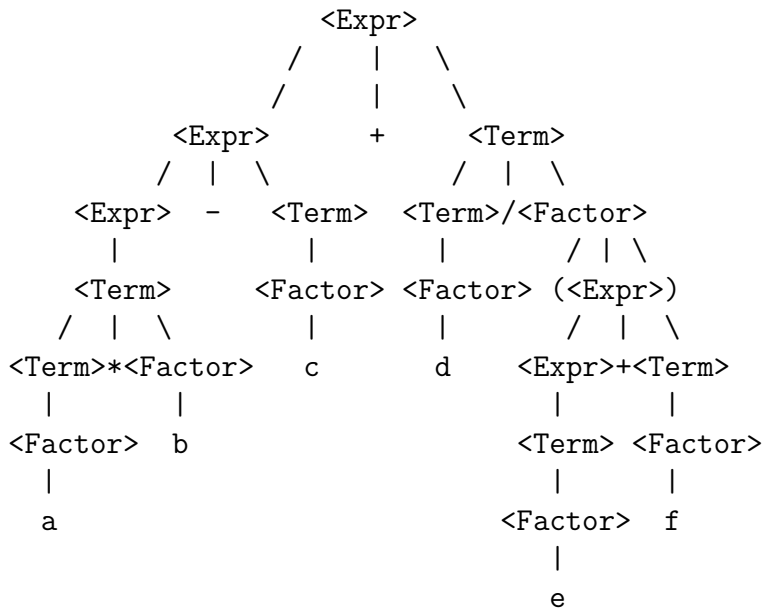 <Expr>
/ | \
/ | \
<Expr> + <Term>
/ | \ / | \
<Expr> - <Term> <Term>/<Factor>
| | | / | \
<Term> <Factor> <Factor> (<Expr>)
/ | \ | | / | \
<Term>*<Factor> c d <Expr>+<Term>
| | | |
<Factor> b <Term> <Factor>
| | |
a <Factor> f
|
e